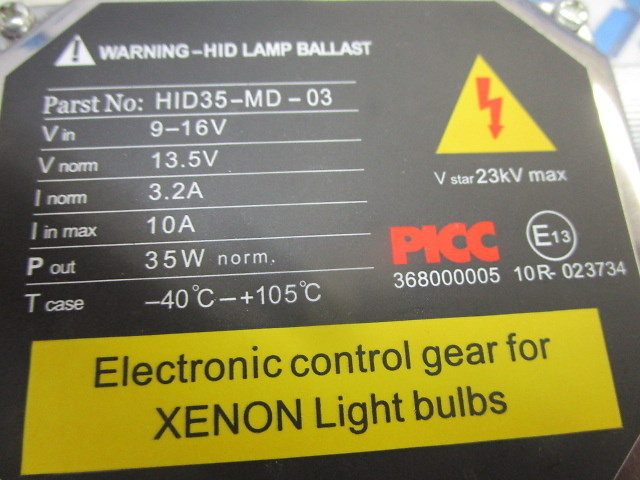 WARNING-HID LAMP BALLAST
Parst No: HID35-MD-03
V in 9-16V
V norm 13.5V
I norm 3.2A
I in max 10A
P out 35W norm.
T case -40°C-+105°C
V star 23kV max
PICC
368000005
E13
10R-023734
Electronic control gear for
XENON Light bulbs